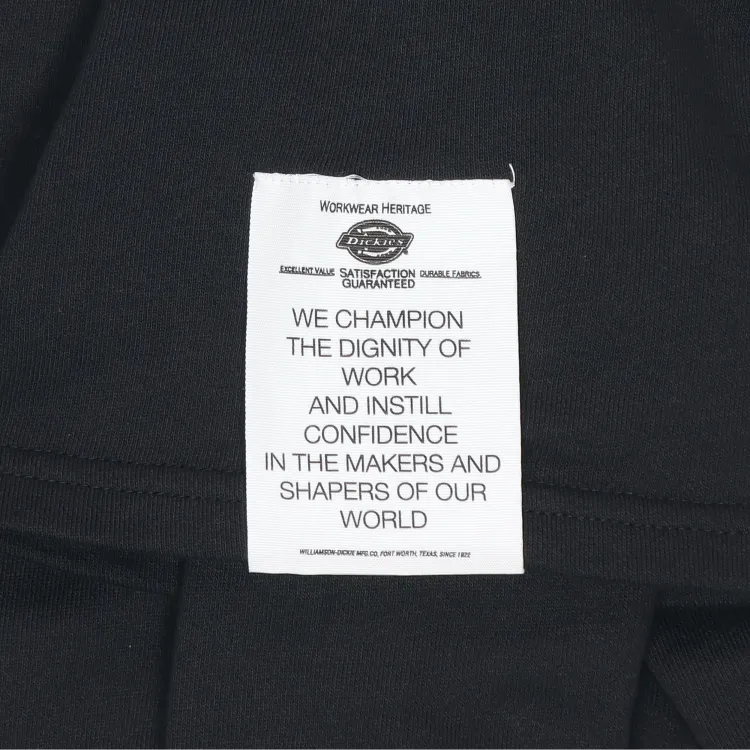 WORKWEAR HERITAGE
Dickies
EXCELLENT VALUE SATISFACTION GUARANTEED DURABLE FABRICS
WE CHAMPION
THE DIGNITY OF
WORK
AND INSTILL
CONFIDENCE
IN THE MAKERS AND
SHAPERS OF OUR
WORLD
WILLIAMSON-DICKIE MFG.CO, FORT WORTH, TEXAS, SINCE 1922